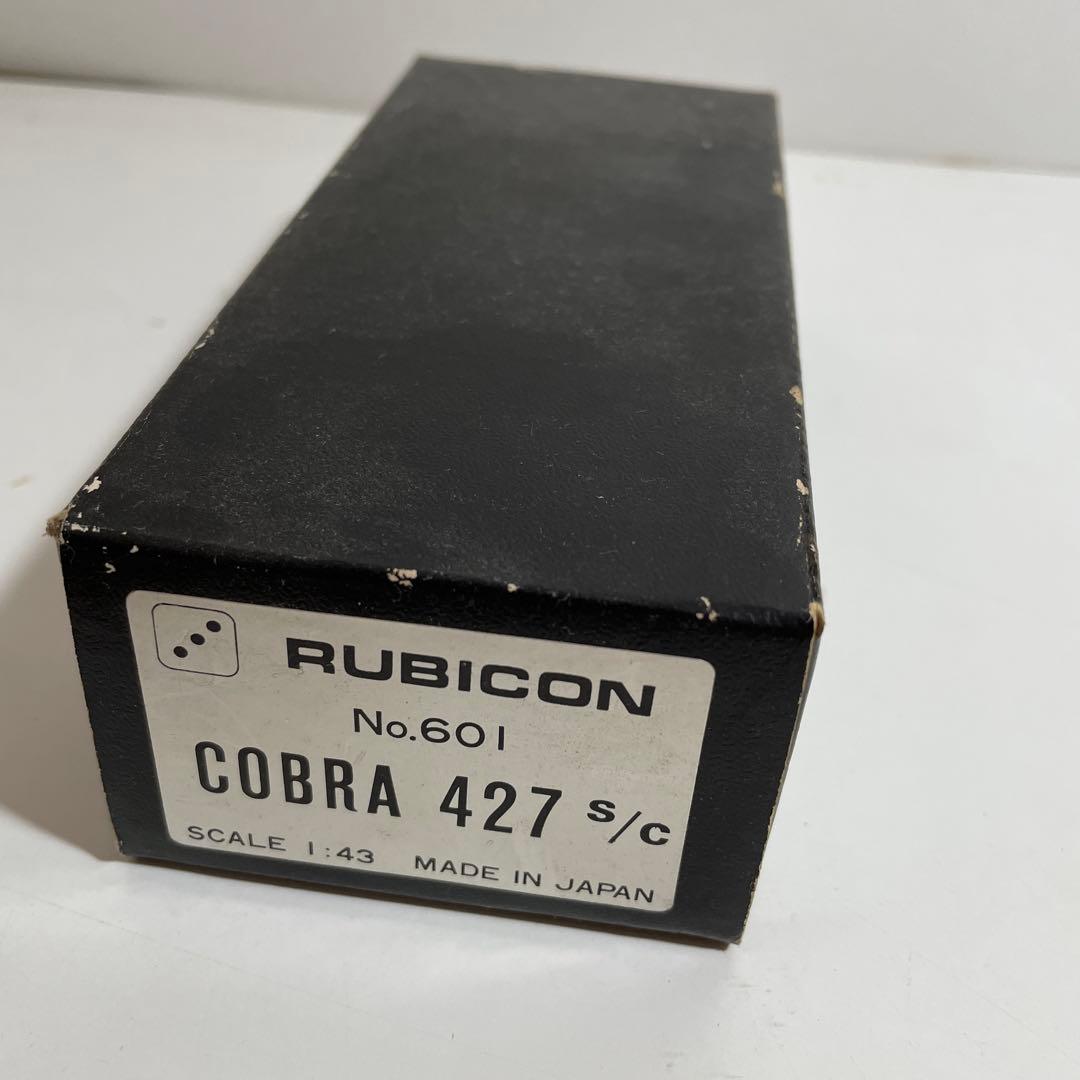 RUBICON
No.601
COBRA 427 s/c
SCALE 1:43 MADE IN JAPAN